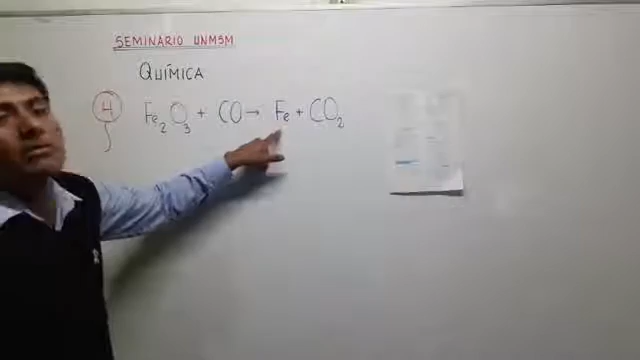 SEMINARIO UNMSM
QUÍMICA
4 Fe₂O₃ + CO → Fe + CO₂